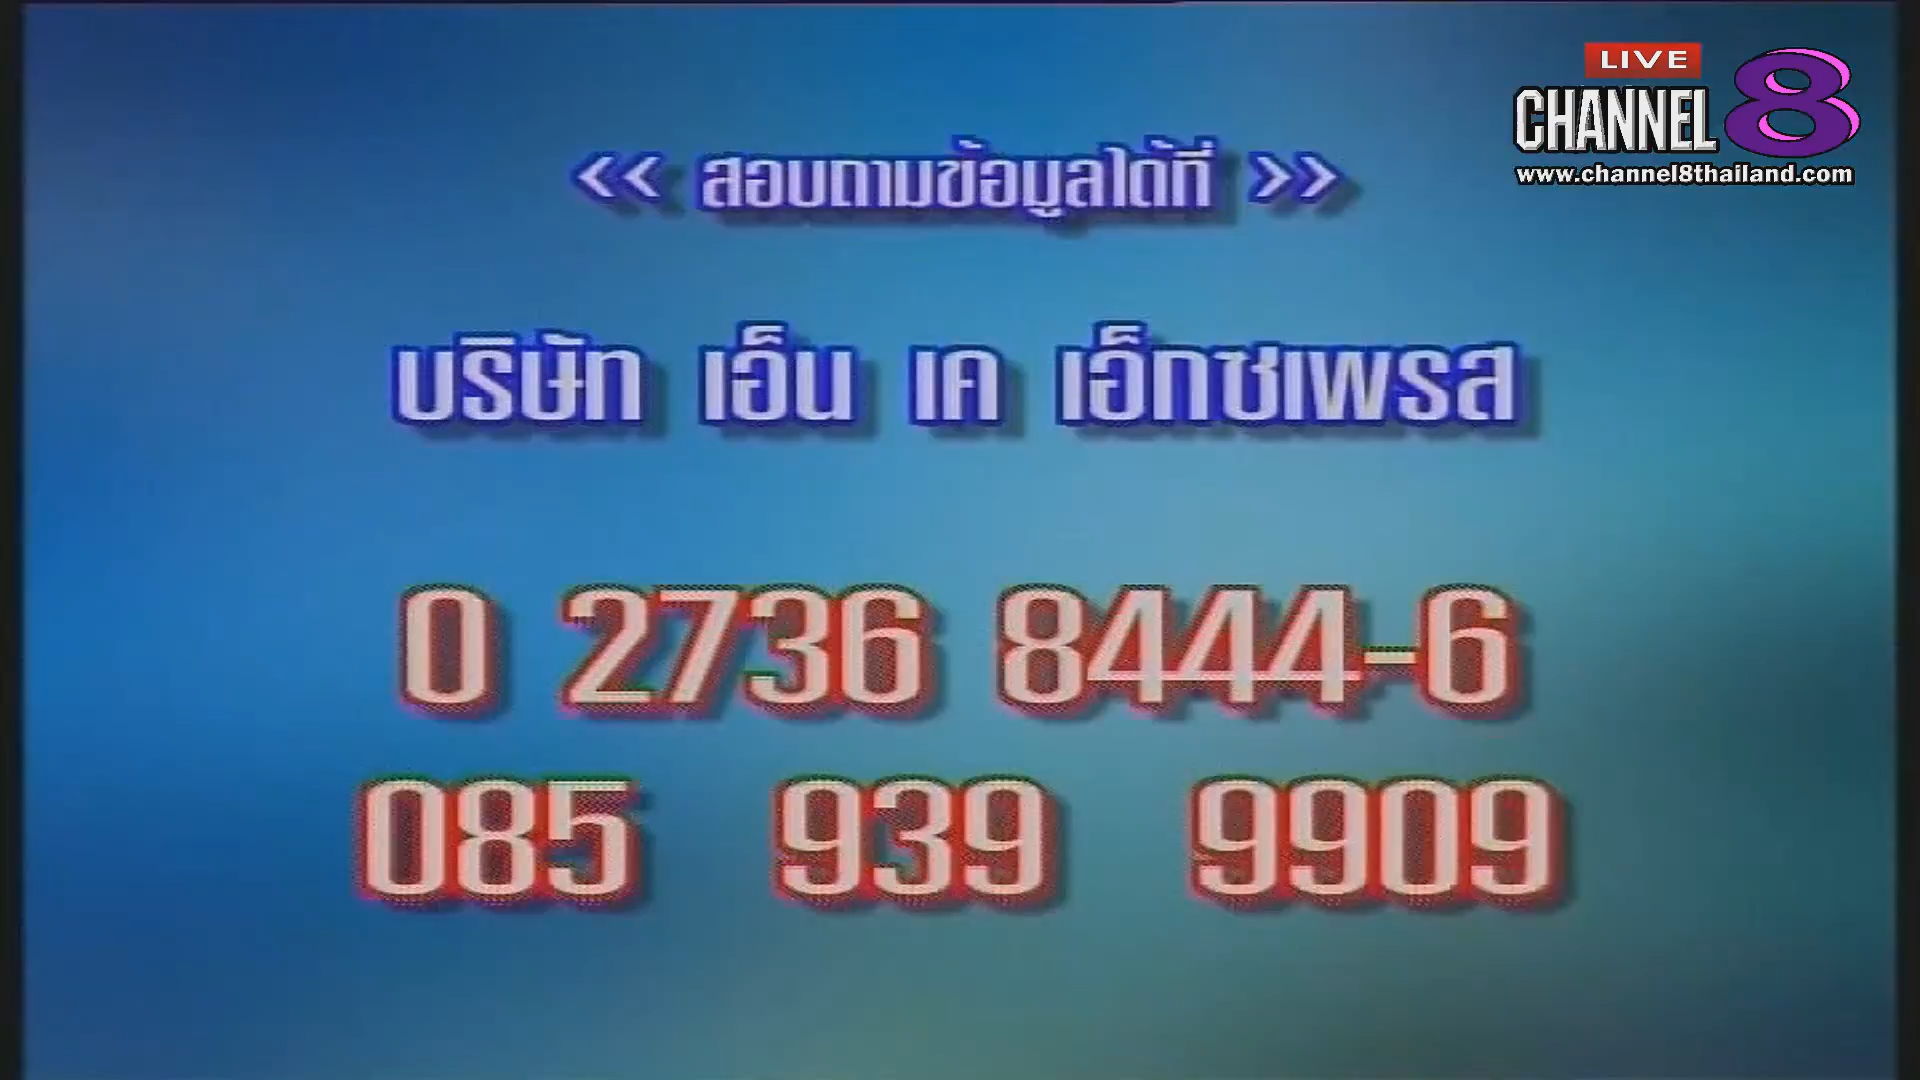 LIVE
CHANNEL 8
www.channel8thailand.com
<< สอบถามข้อมูลได้ที่ >>
บริษัท เอ็น เค เอ็กซเพรส
0 2736 8444-6
085 939 9909